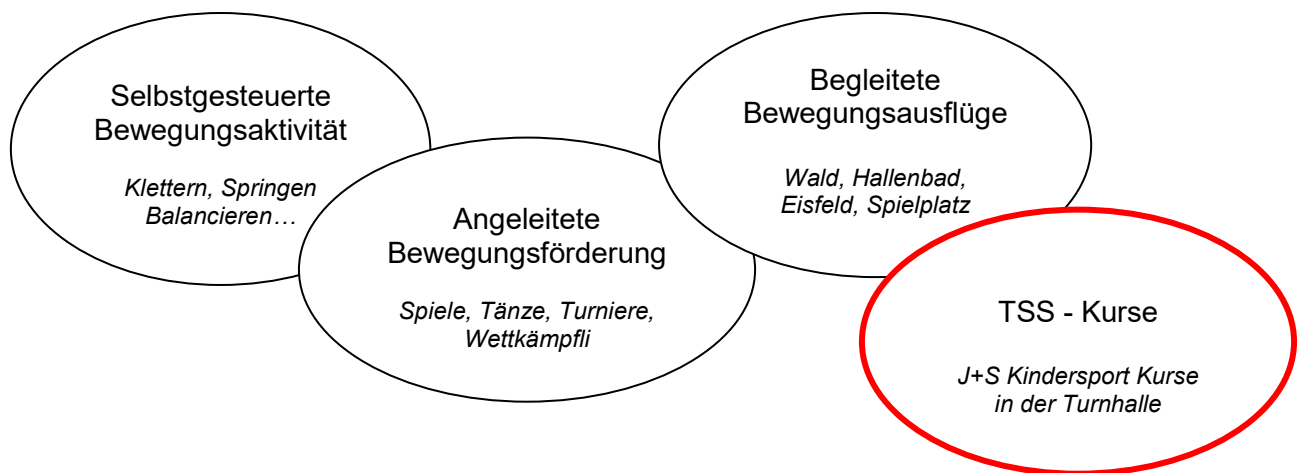 Selbstgesteuerte
Bewegungsaktivität
Klettern, Springen
Balancieren…
Angeleitete
Bewegungsförderung
Spiele, Tänze, Turniere,
Wettkämpfli
Begleitete
Bewegungsausflüge
Wald, Hallenbad,
Eisfeld, Spielplatz
TSS - Kurse
J+S Kindersport Kurse
in der Turnhalle